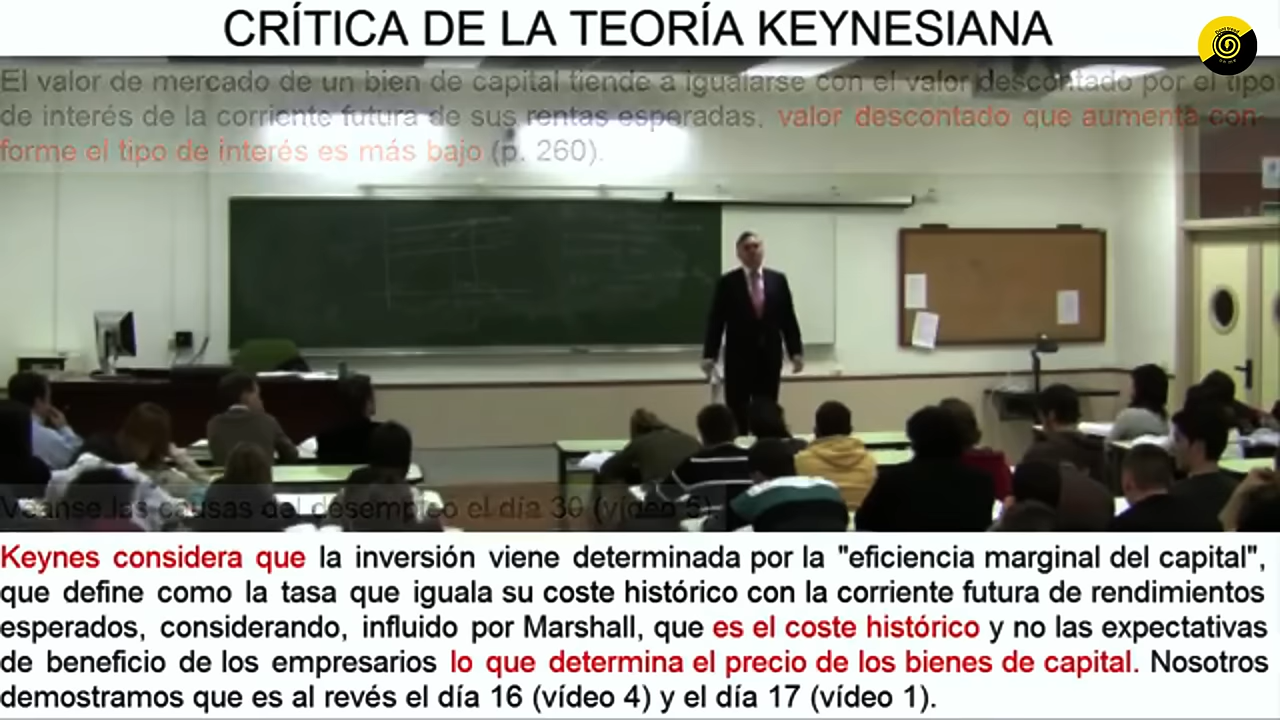 CRÍTICA DE LA TEORÍA KEYNESIANA
El valor de mercado de un bien de capital tiende a igualarse con el valor descontado por el tipo
de interés de la corriente futura de sus rentas esperadas, valor descontado que aumenta con-
forme el tipo de interés es más bajo (p. 260).
Véanse las causas del desempleo el día 30 (vídeo 5)
Keynes considera que la inversión viene determinada por la "eficiencia marginal del capital",
que define como la tasa que iguala su coste histórico con la corriente futura de rendimientos
esperados, considerando, influido por Marshall, que es el coste histórico y no las expectativas
de beneficio de los empresarios lo que determina el precio de los bienes de capital. Nosotros
demostramos que es al revés el día 16 (vídeo 4) y el día 17 (vídeo 1).